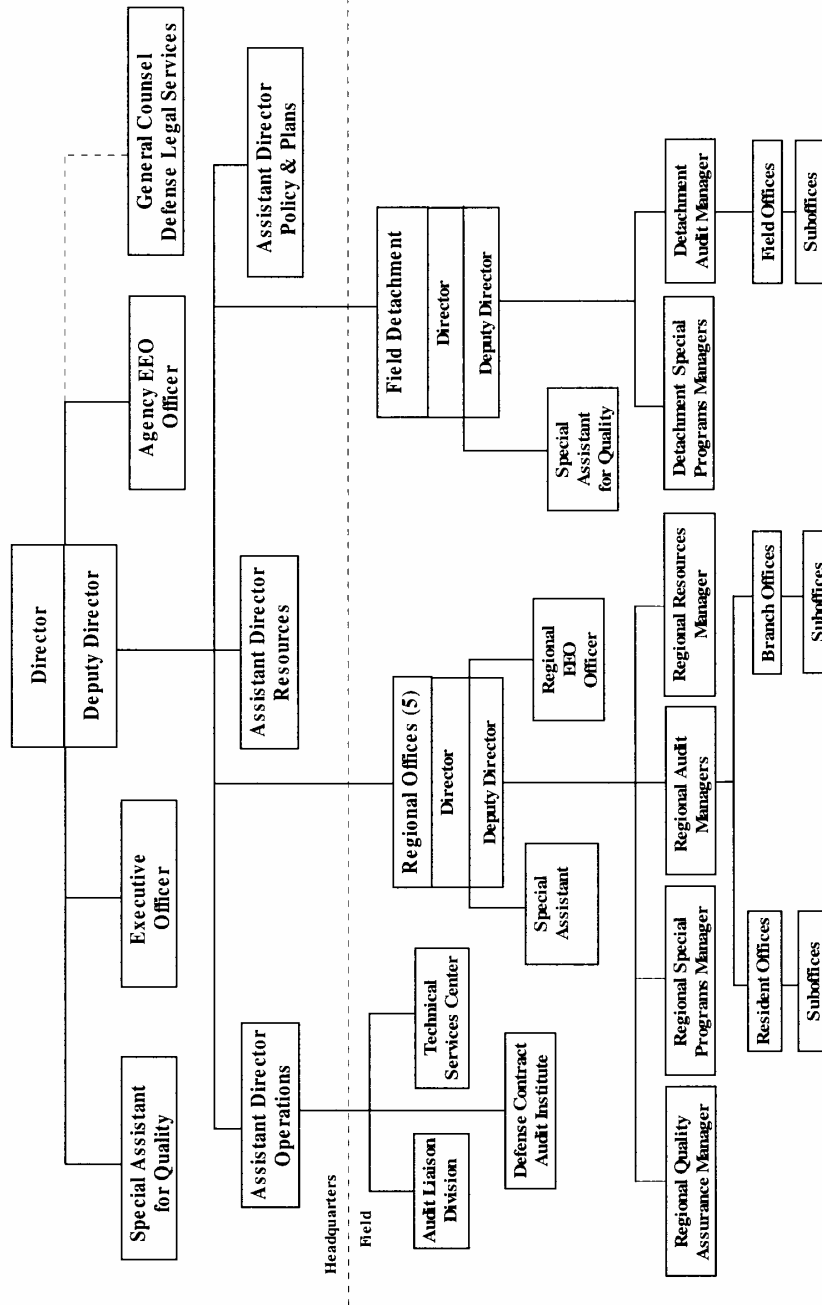 Director
Deputy Director
Special Assistant
for Quality
Executive
Officer
Agency EEO
Officer
General Counsel
Defense Legal Services
Assistant Director
Operations
Assistant Director
Resources
Assistant Director
Policy & Plans
Headquarters
Field
Audit Liaison
Division
Technical
Services Center
Defense Contract
Audit Institute
Regional Offices (5)
Director
Deputy Director
Special
Assistant
Regional
EEO
Officer
Field Detachment
Director
Deputy Director
Special
Assistant
for Quality
Regional Quality
Assurance Manager
Regional Special
Programs Manager
Regional Audit
Managers
Regional Resources
Manager
Detachment Special
Programs Managers
Detachment
Audit Manager
Resident Offices
Suboffices
Branch Offices
Suboffices
Field Offices
Suboffices